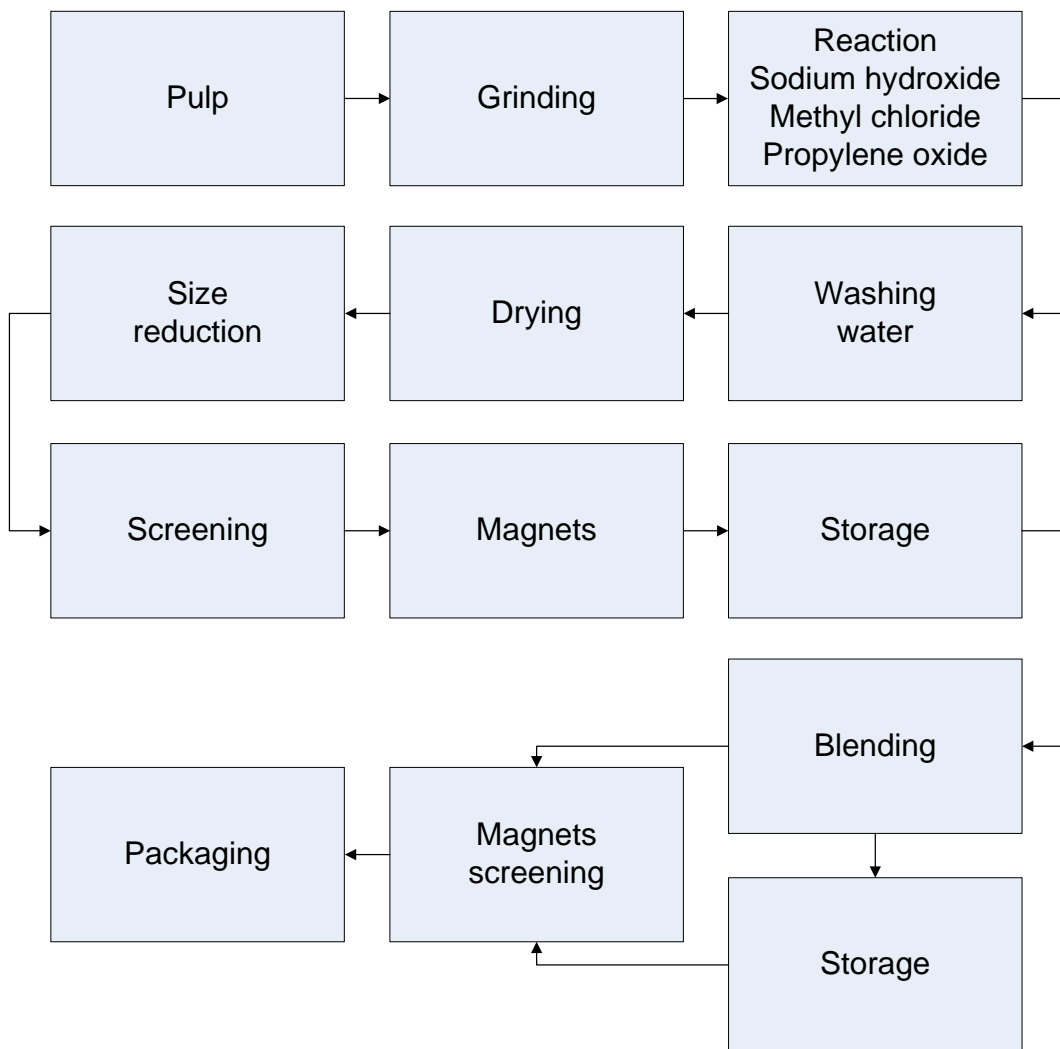 Pulp
Grinding
Reaction
Sodium hydroxide
Methyl chloride
Propylene oxide
Size
reduction
Drying
Washing
water
Screening
Magnets
Storage
Blending
Packaging
Magnets
screening
Storage